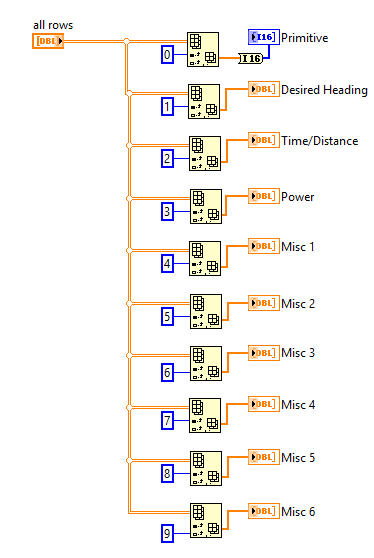 all rows
DBL
0
I16
I16
Primitive
1
DBL
Desired Heading
2
DBL
Time/Distance
3
DBL
Power
4
DBL
Misc 1
5
DBL
Misc 2
6
DBL
Misc 3
7
DBL
Misc 4
8
DBL
Misc 5
9
DBL
Misc 6